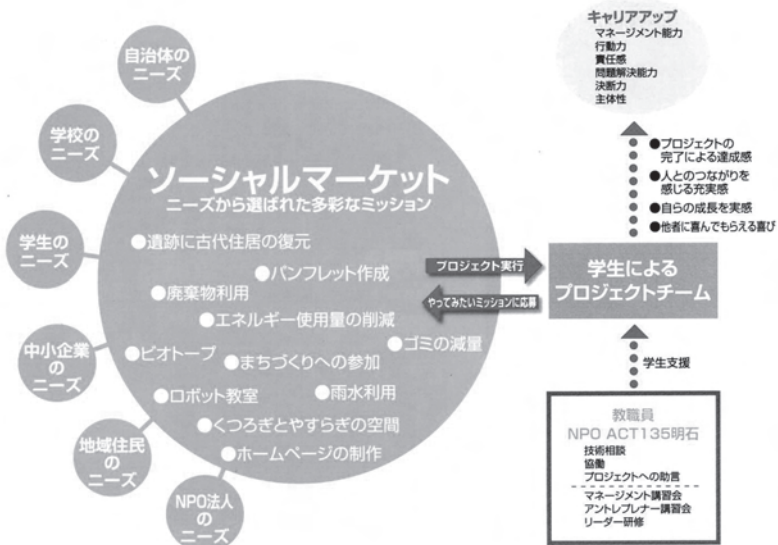 自治体の
ニーズ
学校の
ニーズ
学生の
ニーズ
中小企業
の
ニーズ
地域住民
の
ニーズ
NPO法人
の
ニーズ
ソーシャルマーケット
ニーズから選ばれた多彩なミッション
●遺跡に古代住居の復元
●パンフレット作成
●廃棄物利用
●エネルギー使用量の削減
●ゴミの減量
●ビオトープ
●まちづくりへの参加
●ロボット教室
●雨水利用
●くつろぎとやすらぎの空間
●ホームページの制作
プロジェクト実行
やってみたいミッションに応募
キャリアアップ
マネージメント能力
行動力
責任感
問題解決能力
決断力
主体性
●プロジェクトの
完了による達成感
●人とのつながりを
感じる充実感
●自らの成長を実感
●他者に喜んでもらえる喜び
学生による
プロジェクトチーム
学生支援
教職員
NPO ACT135明石
技術相談
協働
プロジェクトへの助言
マネージメント講習会
アントレプレナー講習会
リーダー研修